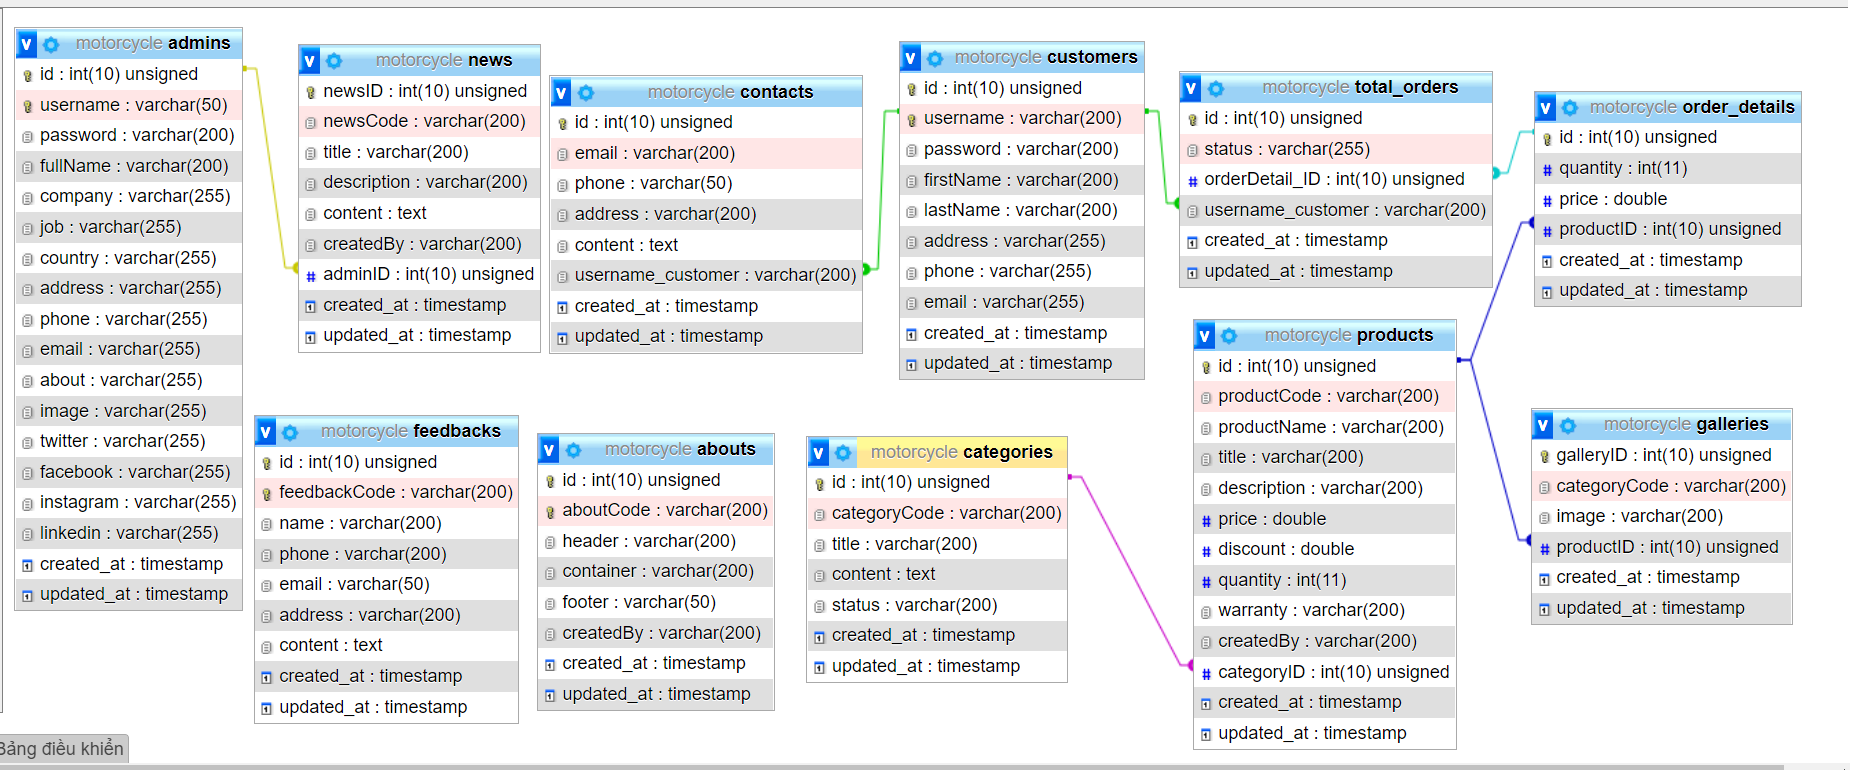 v motorcycle admins
id : int(10) unsigned
username : varchar(50)
password : varchar(200)
fullName : varchar(200)
company : varchar(255)
job : varchar(255)
country : varchar(255)
address : varchar(255)
phone : varchar(255)
email : varchar(255)
about : varchar(255)
image : varchar(255)
twitter : varchar(255)
facebook : varchar(255)
instagram : varchar(255)
linkedin : varchar(255)
created_at : timestamp
updated_at : timestamp
v motorcycle news
newsID : int(10) unsigned
newsCode : varchar(200)
title : varchar(200)
description : varchar(200)
content : text
createdBy : varchar(200)
# adminID : int(10) unsigned
created_at : timestamp
updated_at : timestamp
v motorcycle contacts
id : int(10) unsigned
email : varchar(200)
phone : varchar(50)
address : varchar(200)
content : text
username_customer : varchar(200)
created_at : timestamp
updated_at : timestamp
v motorcycle customers
id : int(10) unsigned
username : varchar(200)
password : varchar(200)
firstName : varchar(200)
lastName : varchar(200)
address : varchar(255)
phone : varchar(255)
email : varchar(255)
created_at : timestamp
updated_at : timestamp
v motorcycle total_orders
id : int(10) unsigned
status : varchar(255)
# orderDetail_ID : int(10) unsigned
username_customer : varchar(200)
created_at : timestamp
updated_at : timestamp
v motorcycle order_details
id : int(10) unsigned
# quantity : int(11)
# price : double
# productID : int(10) unsigned
created_at : timestamp
updated_at : timestamp
v motorcycle feedbacks
id : int(10) unsigned
feedbackCode : varchar(200)
name : varchar(200)
phone : varchar(200)
email : varchar(50)
address : varchar(200)
content : text
created_at : timestamp
updated_at : timestamp
v motorcycle abouts
id : int(10) unsigned
aboutCode : varchar(200)
header : varchar(200)
container : varchar(200)
footer : varchar(50)
createdBy : varchar(200)
created_at : timestamp
updated_at : timestamp
v motorcycle categories
id : int(10) unsigned
categoryCode : varchar(200)
title : varchar(200)
content : text
status : varchar(200)
created_at : timestamp
updated_at : timestamp
v motorcycle products
id : int(10) unsigned
productCode : varchar(200)
productName : varchar(200)
title : varchar(200)
description : varchar(200)
# price : double
# discount : double
# quantity : int(11)
warranty : varchar(200)
createdBy : varchar(200)
# categoryID : int(10) unsigned
created_at : timestamp
updated_at : timestamp
v motorcycle galleries
galleryID : int(10) unsigned
categoryCode : varchar(200)
image : varchar(200)
# productID : int(10) unsigned
created_at : timestamp
updated_at : timestamp
Bảng điều khiển